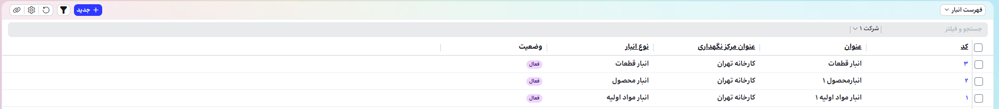 فهرست انبار + جدید
جستجو و فیلتر شرکت ۱
کد عنوان عنوان مرکز نگهداری نوع انبار وضعیت
۳ انبار قطعات کارخانه تهران انبار قطعات فعال
۲ انبارمحصول ۱ کارخانه تهران انبار محصول فعال
۱ انبار مواد اولیه ۱ کارخانه تهران انبار مواد اولیه فعال